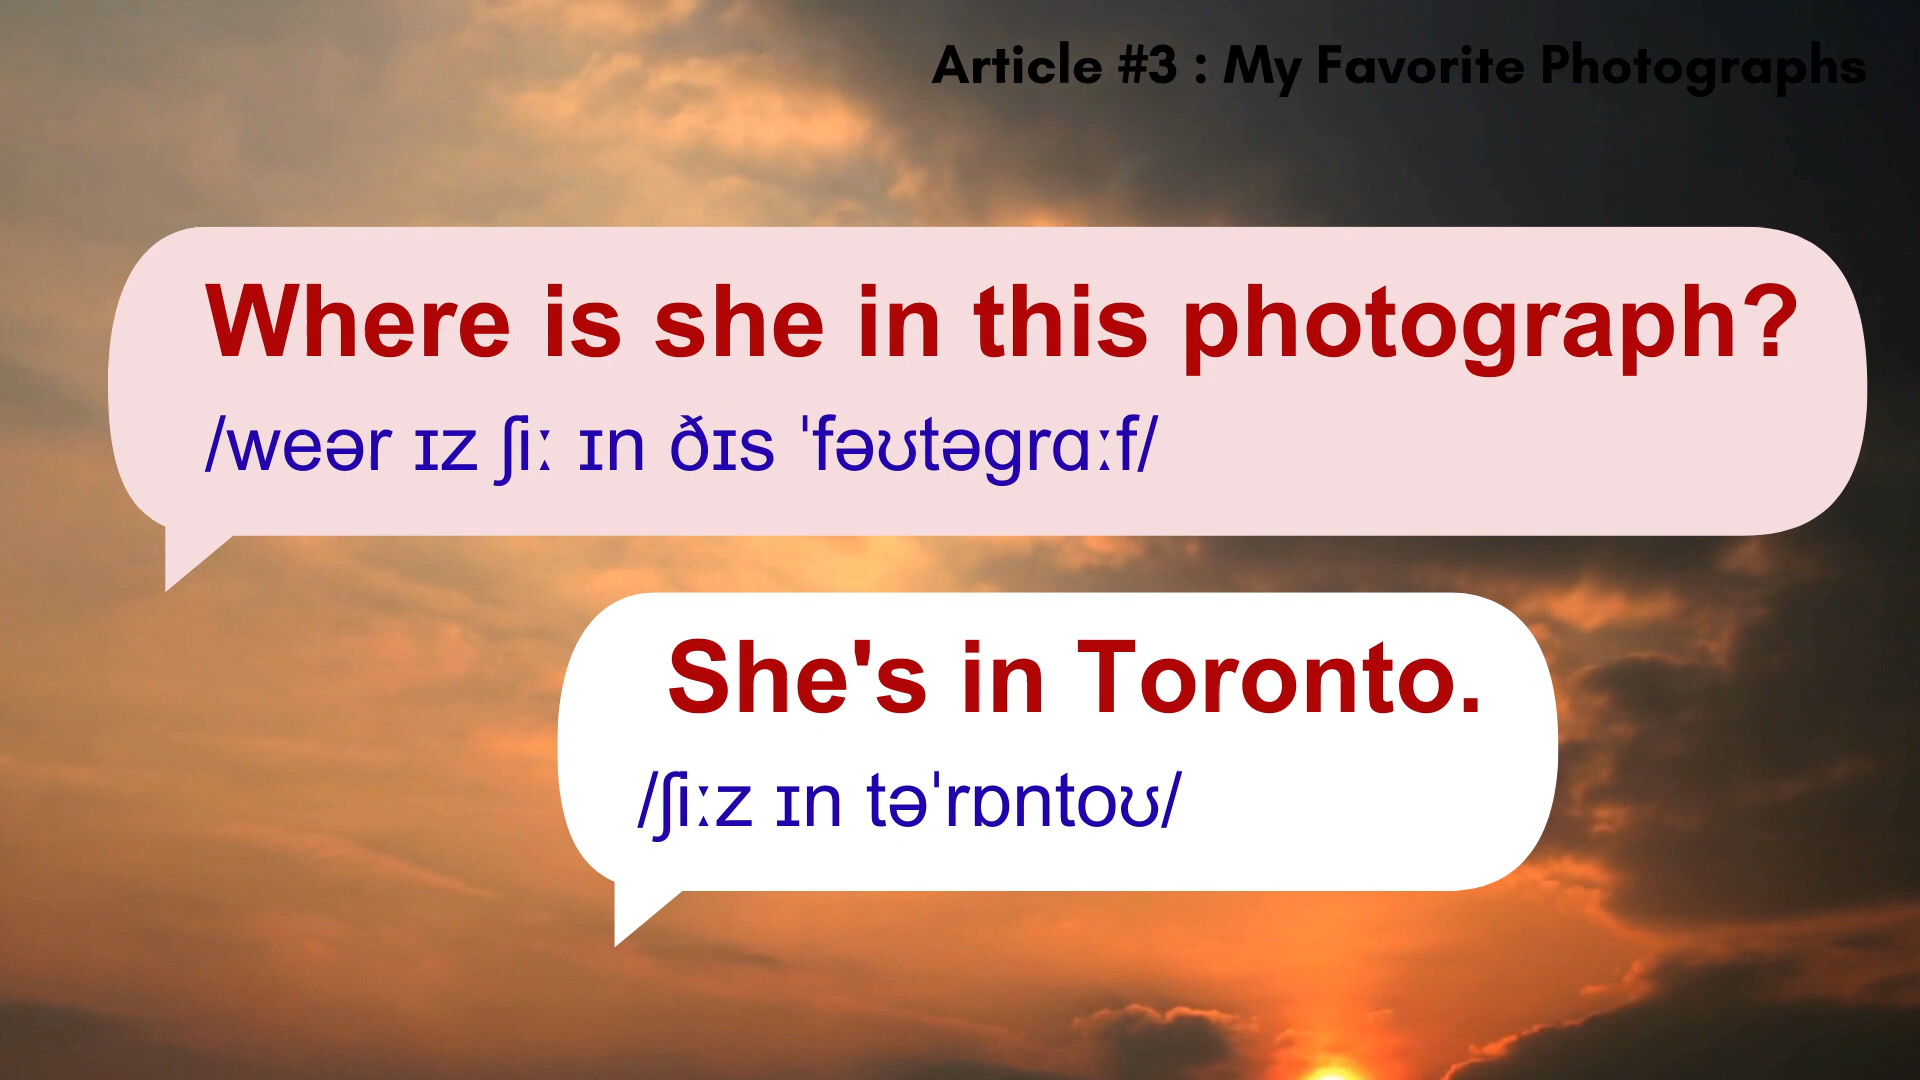 Article #3 : My Favorite Photographs
Where is she in this photograph?
/weər ɪz ʃiː ɪn ðɪs ˈfəʊtəgrɑːf/
She's in Toronto.
/ʃiːz ɪn təˈrɒntoʊ/